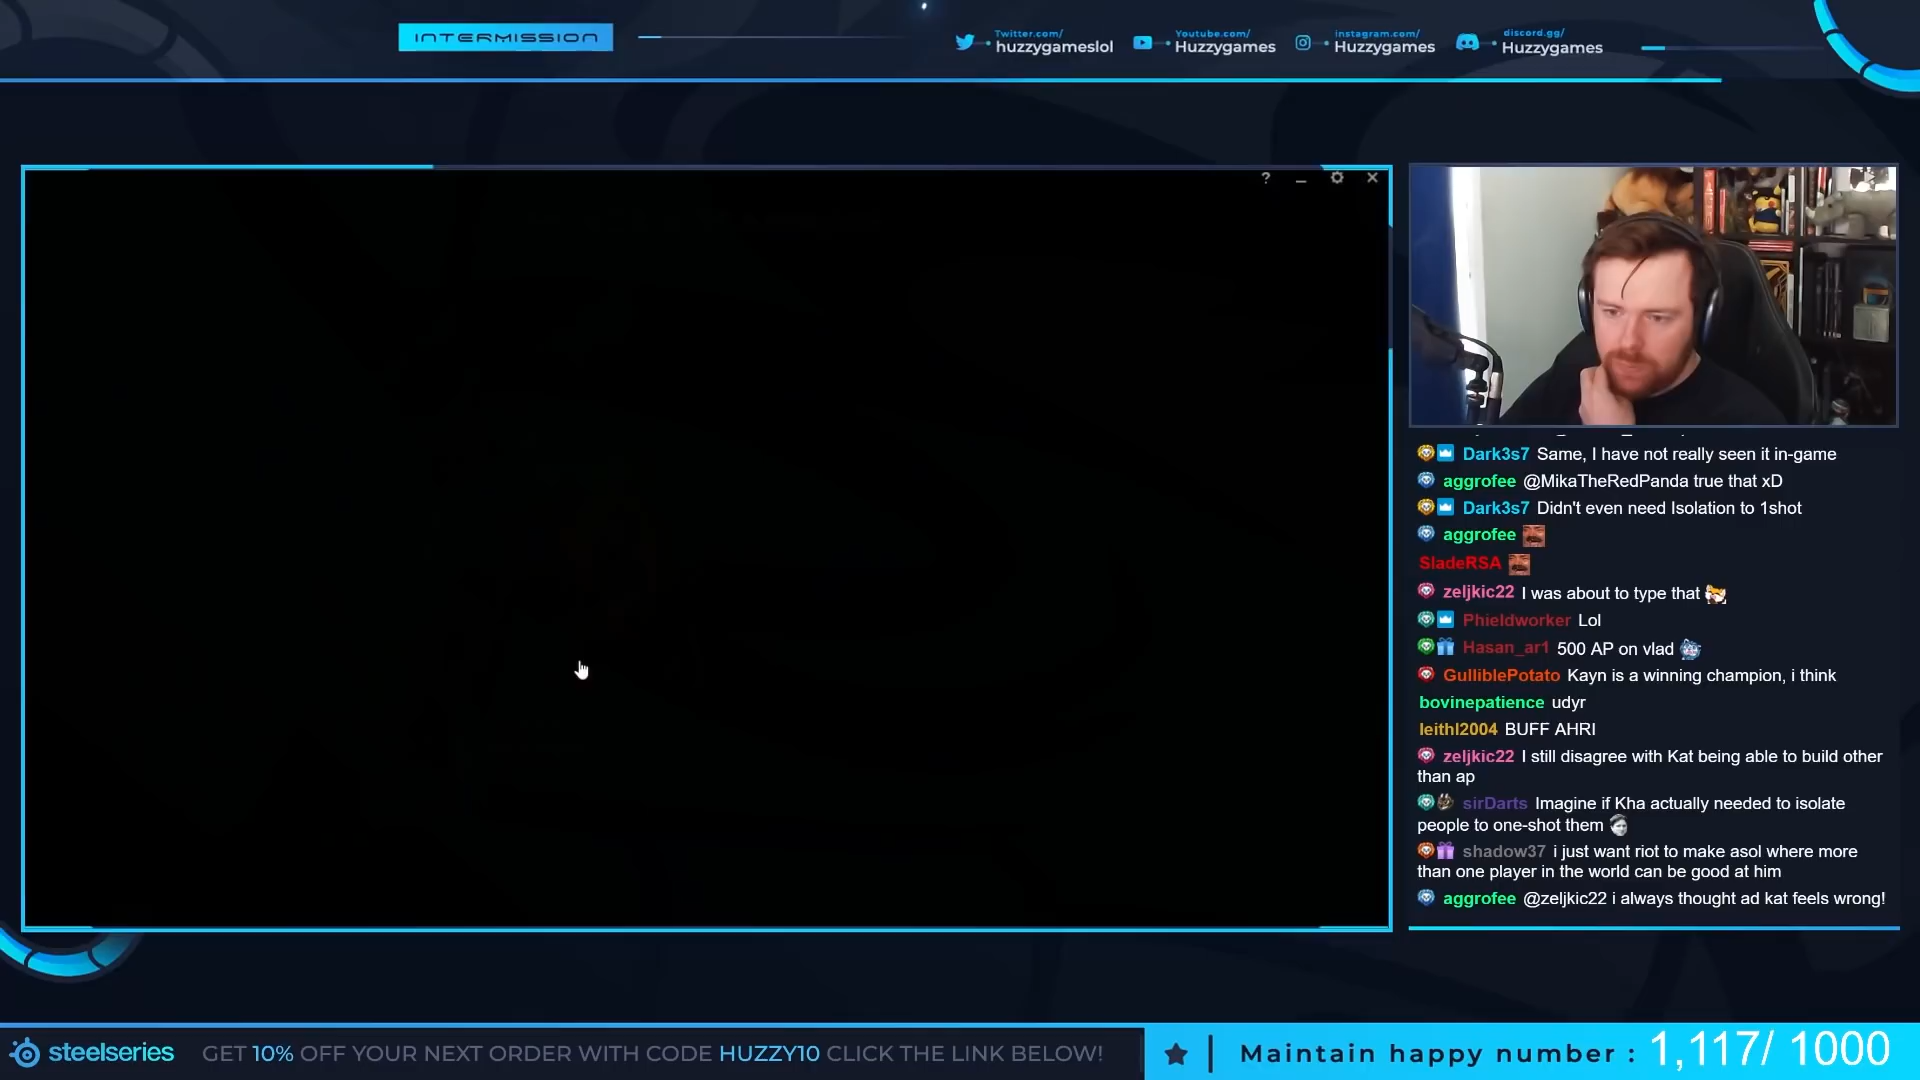 INTERMISSION
Twitter.com/
huzzygameslol
Youtube.com/
Huzzygames
instagram.com/
Huzzygames
discord.gg/
Huzzygames
?
Dark3s7 Same, I have not really seen it in-game
aggrofee @MikaTheRedPanda true that xD
Dark3s7 Didn't even need Isolation to 1shot
aggrofee
SladeRSA
zeljkic22 I was about to type that
Phieldworker Lol
Hasan_ar1 500 AP on vlad
GulliblePotato Kayn is a winning champion, i think
bovinepatience udyr
leithl2004 BUFF AHRI
zeljkic22 I still disagree with Kat being able to build other
than ap
sirDarts Imagine if Kha actually needed to isolate
people to one-shot them
shadow37 i just want riot to make asol where more
than one player in the world can be good at him
aggrofee @zeljkic22 i always thought ad kat feels wrong!
steelseries GET 10% OFF YOUR NEXT ORDER WITH CODE HUZZY10 CLICK THE LINK BELOW!
Maintain happy number : 1,117/ 1000